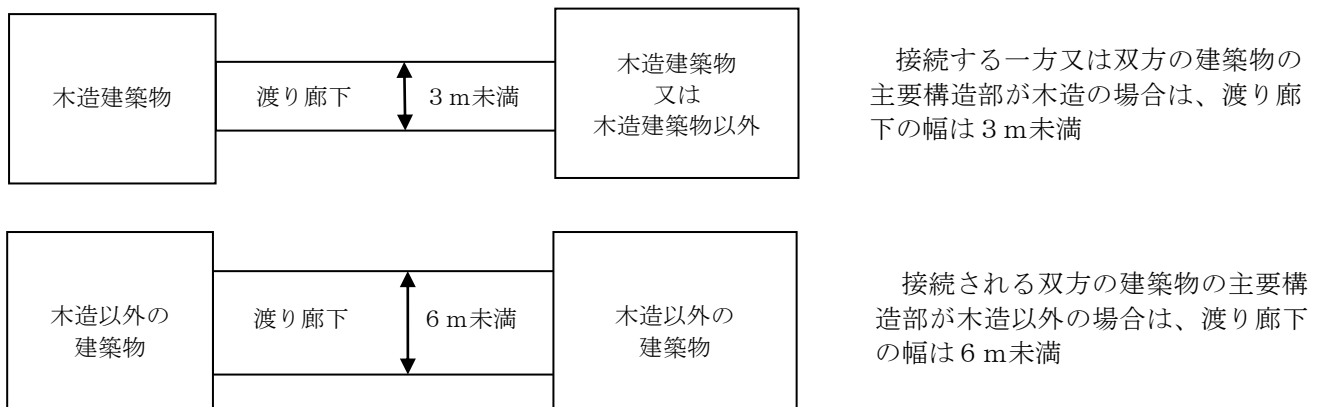 木造建築物
渡り廊下
３ｍ未満
木造建築物
又は
木造建築物以外
接続する一方又は双方の建築物の
主要構造部が木造の場合は、渡り廊
下の幅は３ｍ未満
木造以外の
建築物
渡り廊下
６ｍ未満
木造以外の
建築物
接続される双方の建築物の主要構
造部が木造以外の場合は、渡り廊下
の幅は６ｍ未満